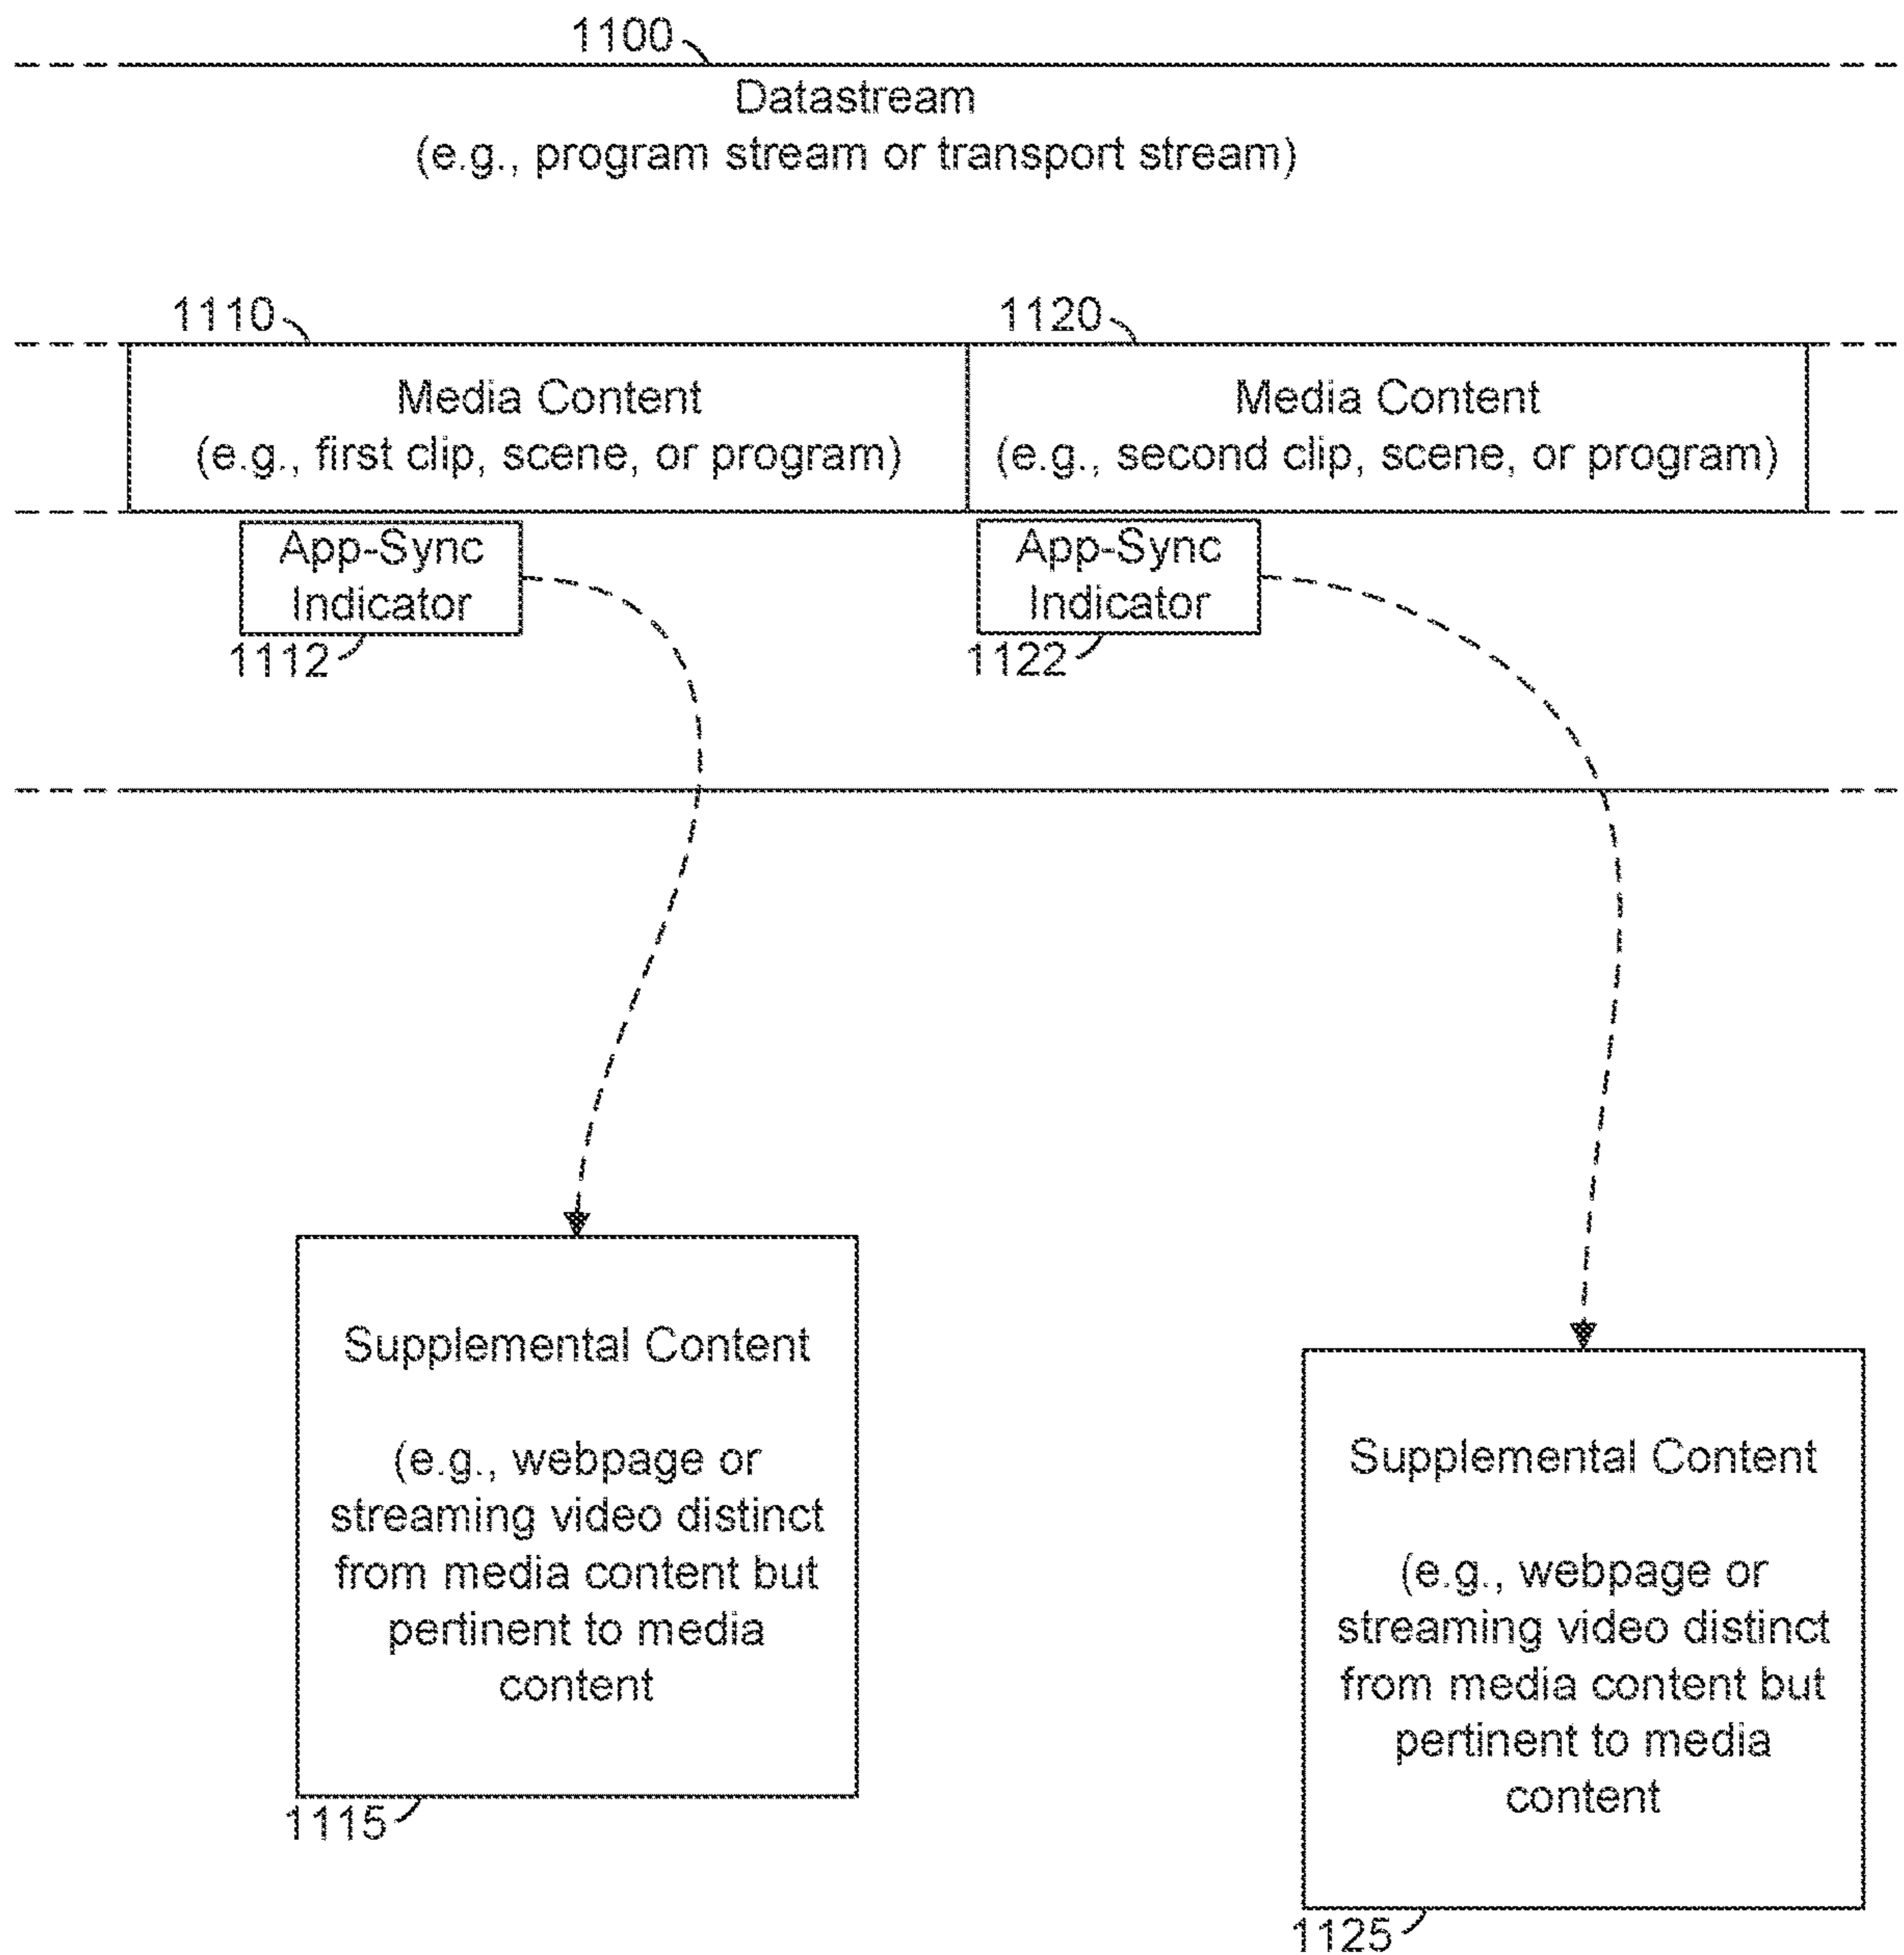 1100
Datastream
(e.g., program stream or transport stream)
1110
1120
Media Content
(e.g., first clip, scene, or program)
Media Content
(e.g., second clip, scene, or program)
App-Sync
Indicator
1112
App-Sync
Indicator
1122
Supplemental Content
(e.g., webpage or
streaming video distinct
from media content but
pertinent to media
content
1115
Supplemental Content
(e.g., webpage or
streaming video distinct
from media content but
pertinent to media
content
1125